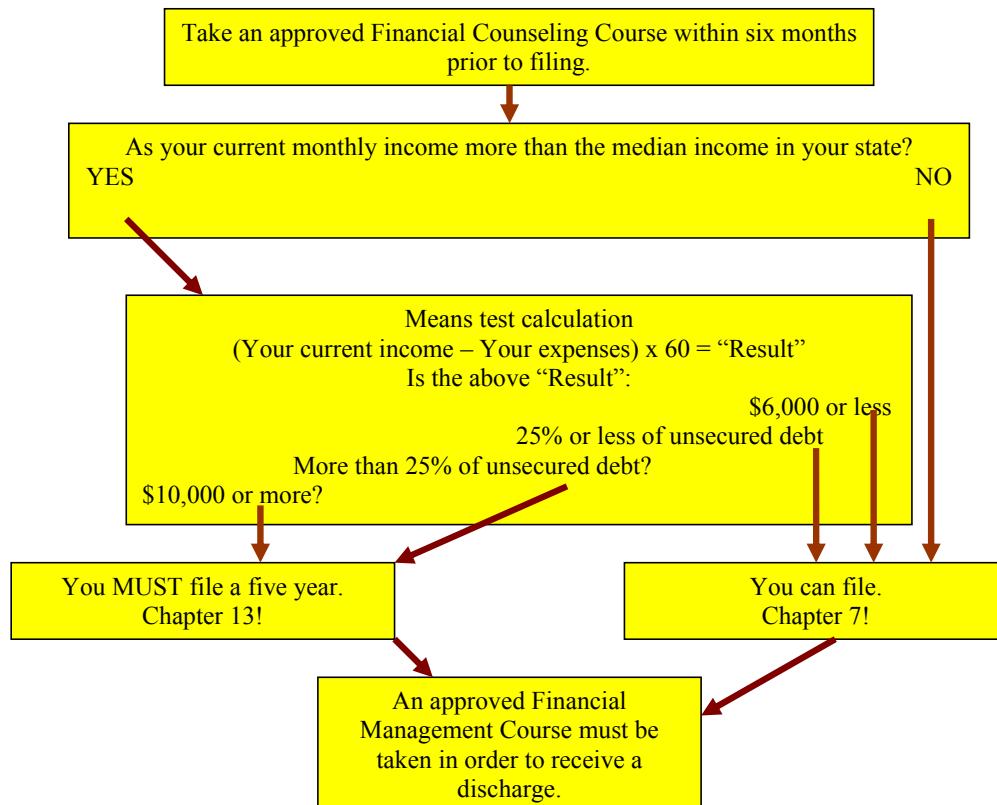 Take an approved Financial Counseling Course within six months
prior to filing.
As your current monthly income more than the median income in your state?
YES NO
Means test calculation
(Your current income – Your expenses) x 60 = “Result”
Is the above “Result”:
$6,000 or less
25% or less of unsecured debt
More than 25% of unsecured debt?
$10,000 or more?
You MUST file a five year.
Chapter 13!
You can file.
Chapter 7!
An approved Financial
Management Course must be
taken in order to receive a
discharge.